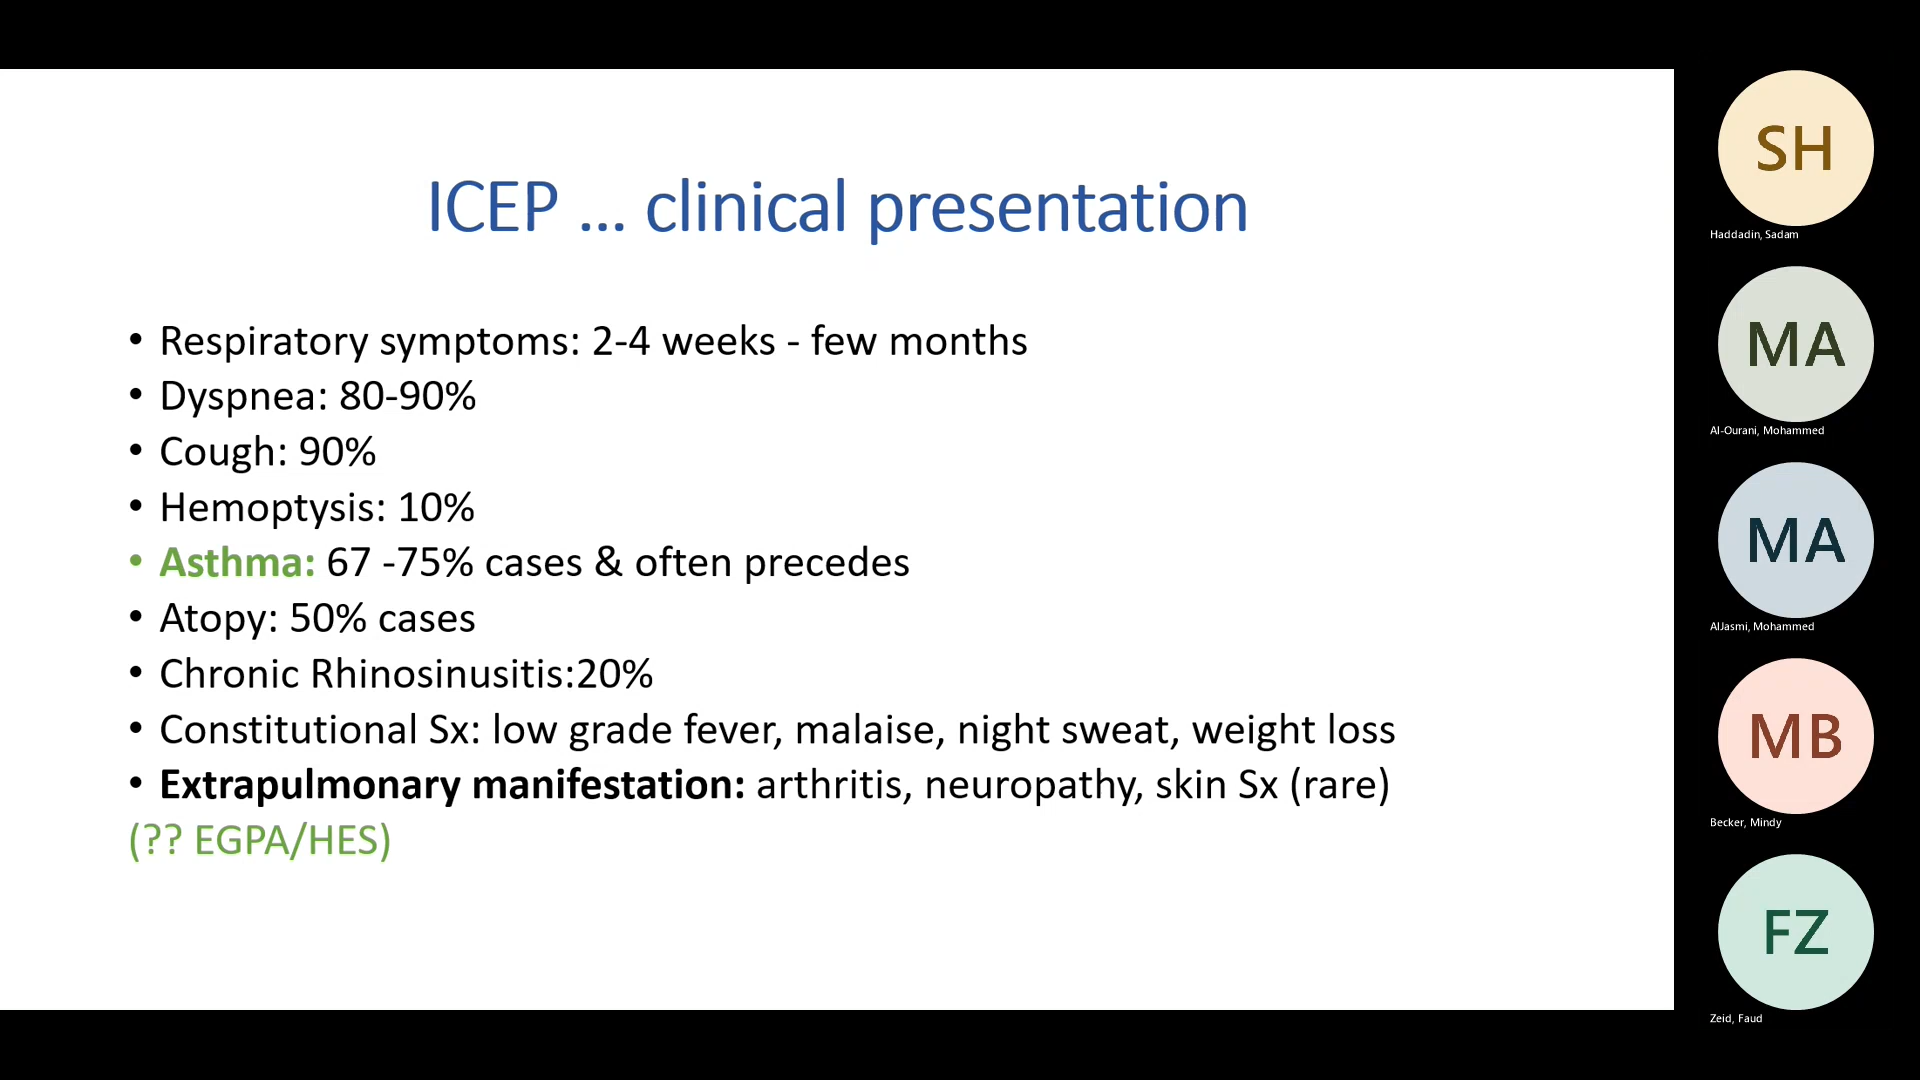 ICEP ... clinical presentation
• Respiratory symptoms: 2-4 weeks - few months
• Dyspnea: 80-90%
• Cough: 90%
• Hemoptysis: 10%
• Asthma: 67 -75% cases & often precedes
• Atopy: 50% cases
• Chronic Rhinosinusitis:20%
• Constitutional Sx: low grade fever, malaise, night sweat, weight loss
• Extrapulmonary manifestation: arthritis, neuropathy, skin Sx (rare)
(?? EGPA/HES)
SH
Haddadin, Sadam
MA
Al-Ourani, Mohammed
MA
AlJasmi, Mohammed
MB
Becker, Mindy
FZ
Zeid, Faud